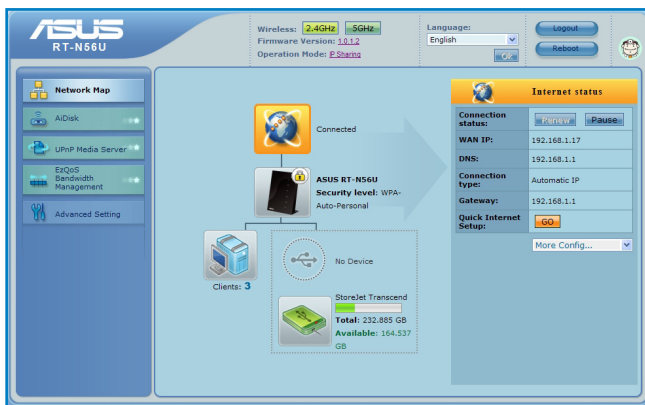 ASUS
RT-N56U
Wireless: 2.4GHz 5GHz
Firmware Version: 1.0.1.2
Operation Mode: IP Sharing
Language:
English
Logout
Reboot
Network Map
AiDisk
UPnP Media Server
EzQoS
Bandwidth
Management
Advanced Setting
Connected
ASUS RT-N56U
Security level: WPA-
Auto-Personal
Clients: 3
No Device
StoreJet Transcend
Total: 232.885 GB
Available: 164.537
GB
Internet status
Connection
status:
Renew Pause
WAN IP: 192.168.1.17
DNS: 192.168.1.1
Connection
type: Automatic IP
Gateway: 192.168.1.1
Quick Internet
Setup: GO
More Config...